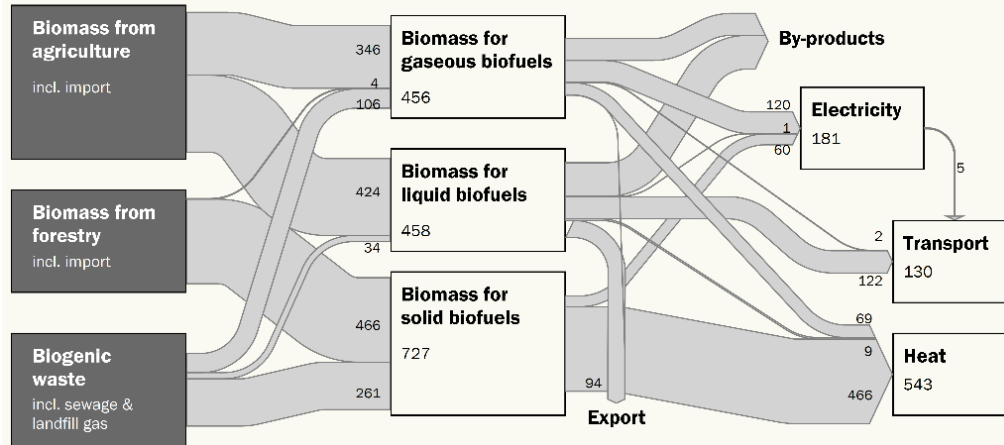 Biomass from
agriculture
incl. import
Biomass from
forestry
incl. import
Biogenic
waste
incl. sewage &
landfill gas
346
4
106
424
34
466
261
Biomass for
gaseous biofuels
456
Biomass for
liquid biofuels
458
Biomass for
solid biofuels
727
By-products
120
1
60
Electricity
181
5
2
122
Transport
130
69
9
466
Heat
543
94
Export